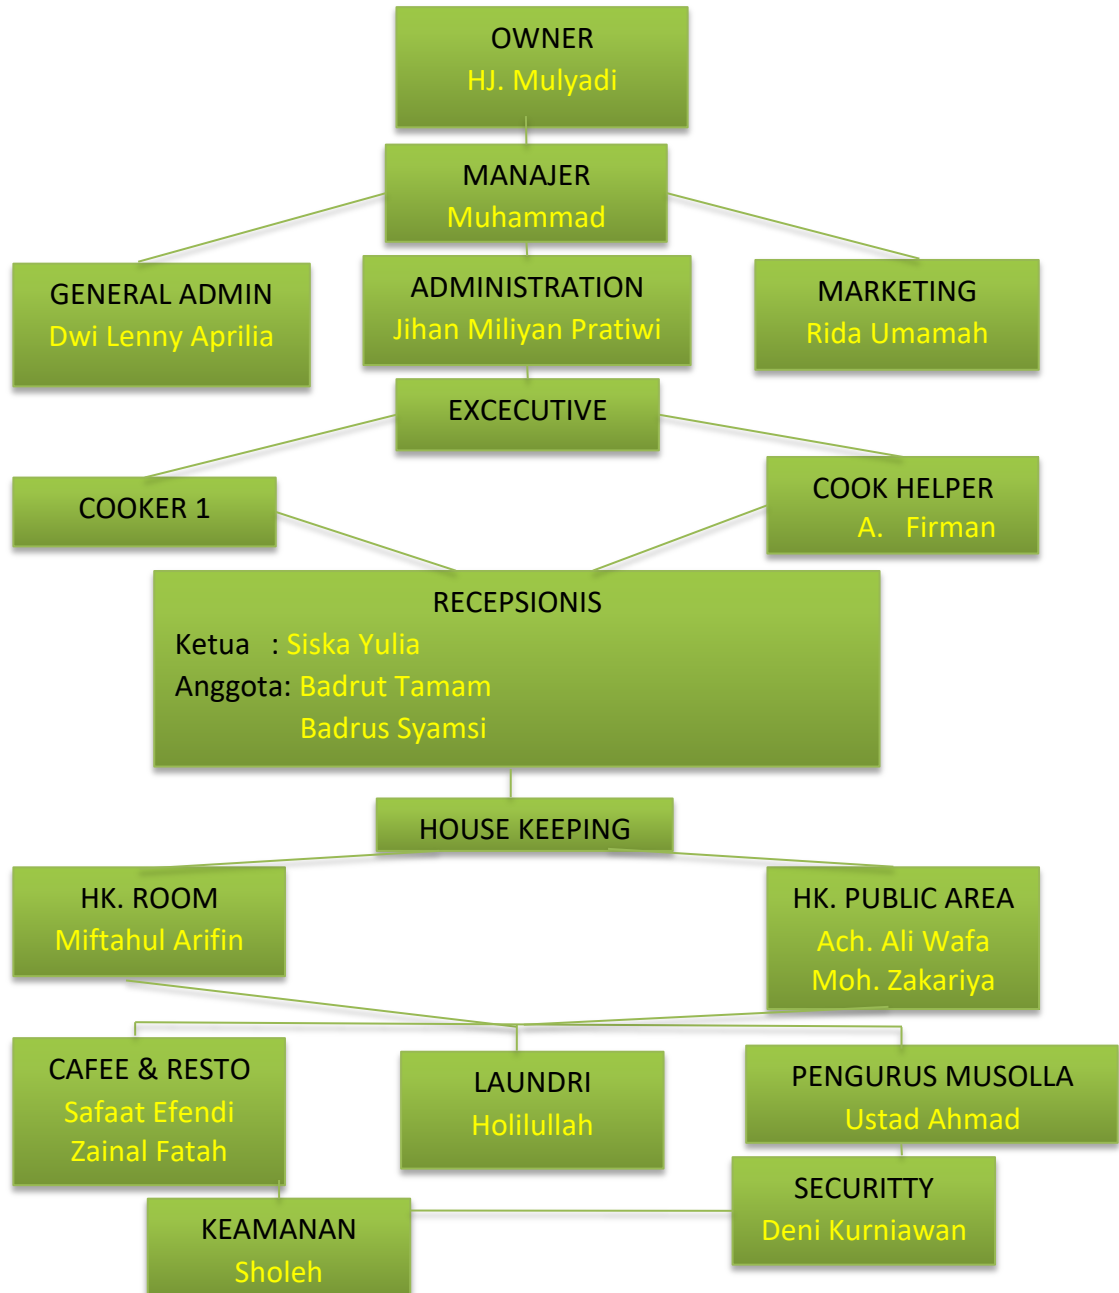 OWNER
HJ. Mulyadi
MANAJER
Muhammad
GENERAL ADMIN
Dwi Lenny Aprilia
ADMINISTRATION
Jihan Miliyan Pratiwi
MARKETING
Rida Umamah
EXCECUTIVE
COOKER 1
COOK HELPER
A. Firman
RECEPSIONIS
Ketua : Siska Yulia
Anggota: Badrut Tamam
Badrus Syamsi
HOUSE KEEPING
HK. ROOM
Miftahul Arifin
HK. PUBLIC AREA
Ach. Ali Wafa
Moh. Zakariya
CAFEE & RESTO
Safaat Efendi
Zainal Fatah
LAUNDRI
Holilullah
PENGURUS MUSOLLA
Ustad Ahmad
SECURITTY
Deni Kurniawan
KEAMANAN
Sholeh